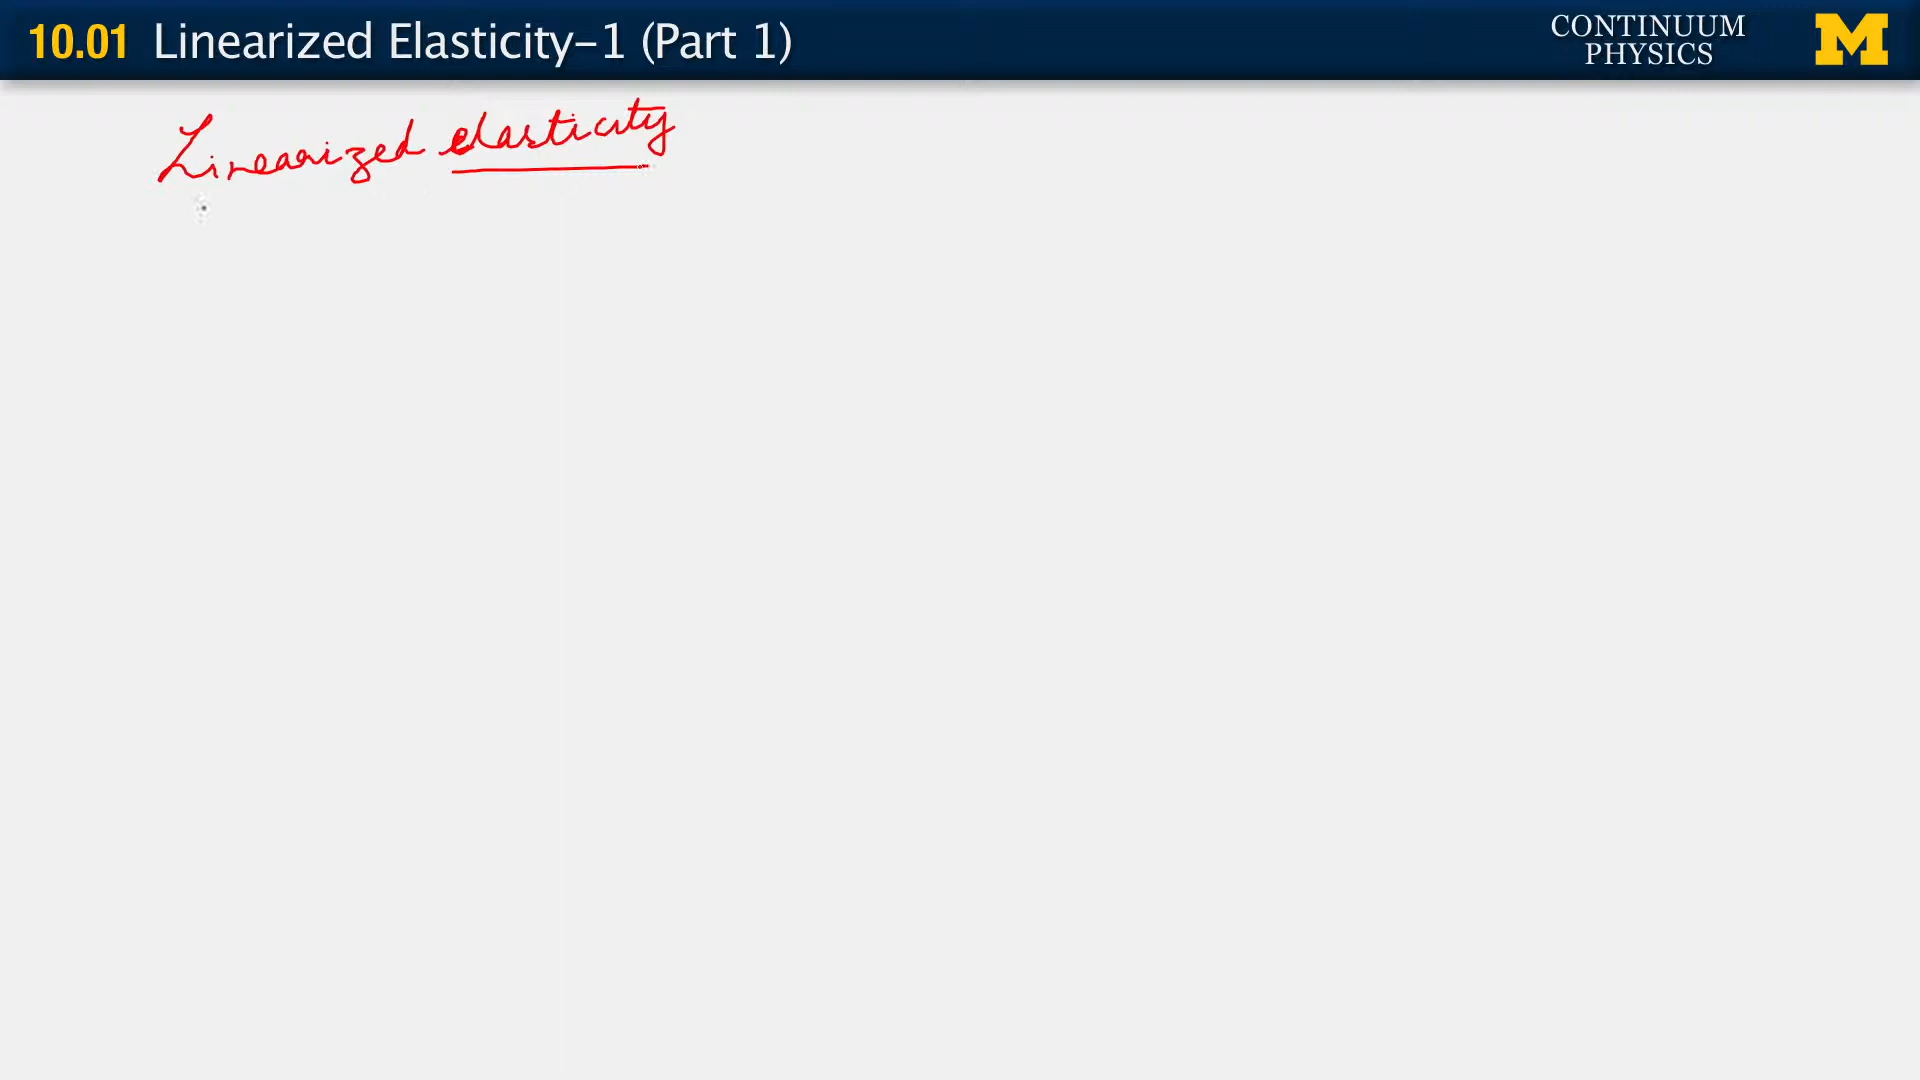 10.01 Linearized Elasticity–1 (Part 1)
CONTINUUM
PHYSICS
M
Linearized elasticity